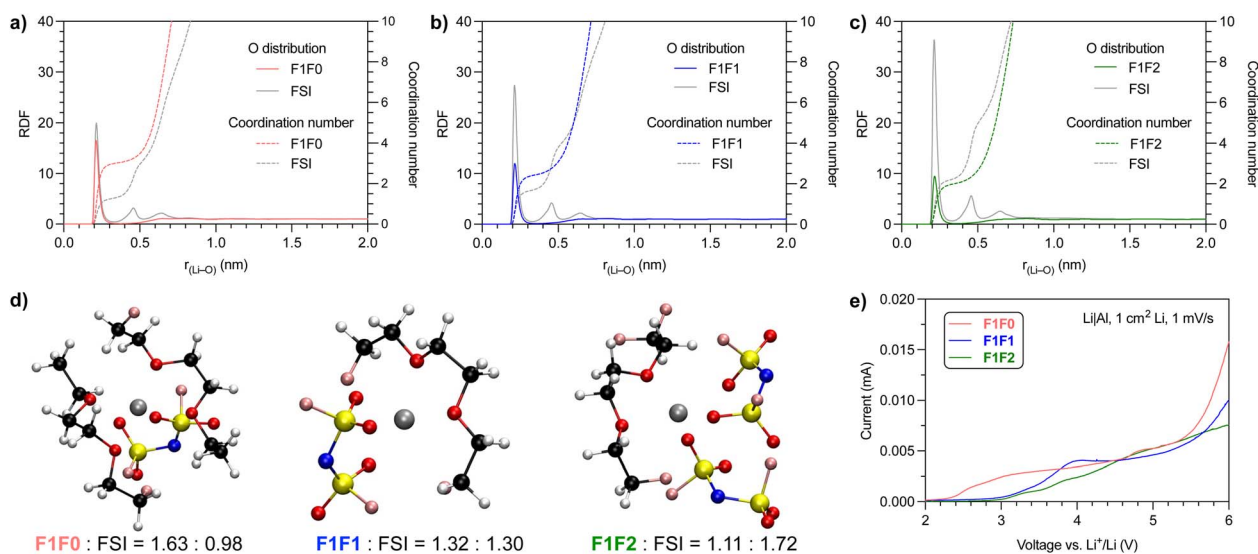 a)
40
30
20
10
0
RDF
10
8
6
4
2
0
Coordination number
O distribution
F1F0
FSI
Coordination number
F1F0
FSI
0.0 0.5 1.0 1.5 2.0
r(Li–O) (nm)
b)
40
30
20
10
0
RDF
10
8
6
4
2
0
Coordination number
O distribution
F1F1
FSI
Coordination number
F1F1
FSI
0.0 0.5 1.0 1.5 2.0
r(Li–O) (nm)
c)
40
30
20
10
0
RDF
10
8
6
4
2
0
Coordination number
O distribution
F1F2
FSI
Coordination number
F1F2
FSI
0.0 0.5 1.0 1.5 2.0
r(Li–O) (nm)
d)
F1F0 : FSI = 1.63 : 0.98
F1F1 : FSI = 1.32 : 1.30
F1F2 : FSI = 1.11 : 1.72
e)
0.020
0.015
0.010
0.005
0.000
Current (mA)
F1F0
F1F1
F1F2
Li|Al, 1 cm² Li, 1 mV/s
2 3 4 5 6
Voltage vs. Li⁺/Li (V)